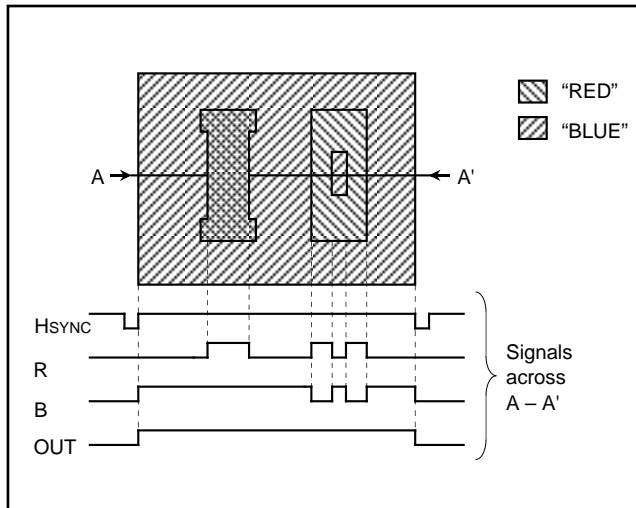 “RED”
“BLUE”
A
A'
HSYNC
R
B
OUT
Signals
across
A – A'